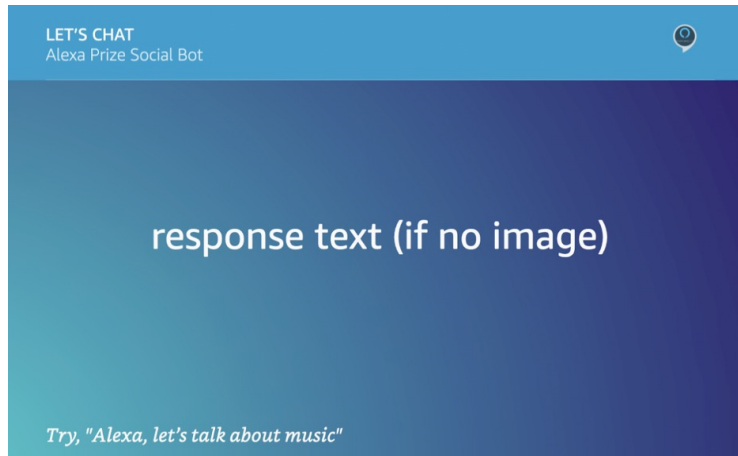 LET'S CHAT
Alexa Prize Social Bot
response text (if no image)
Try, "Alexa, let's talk about music"